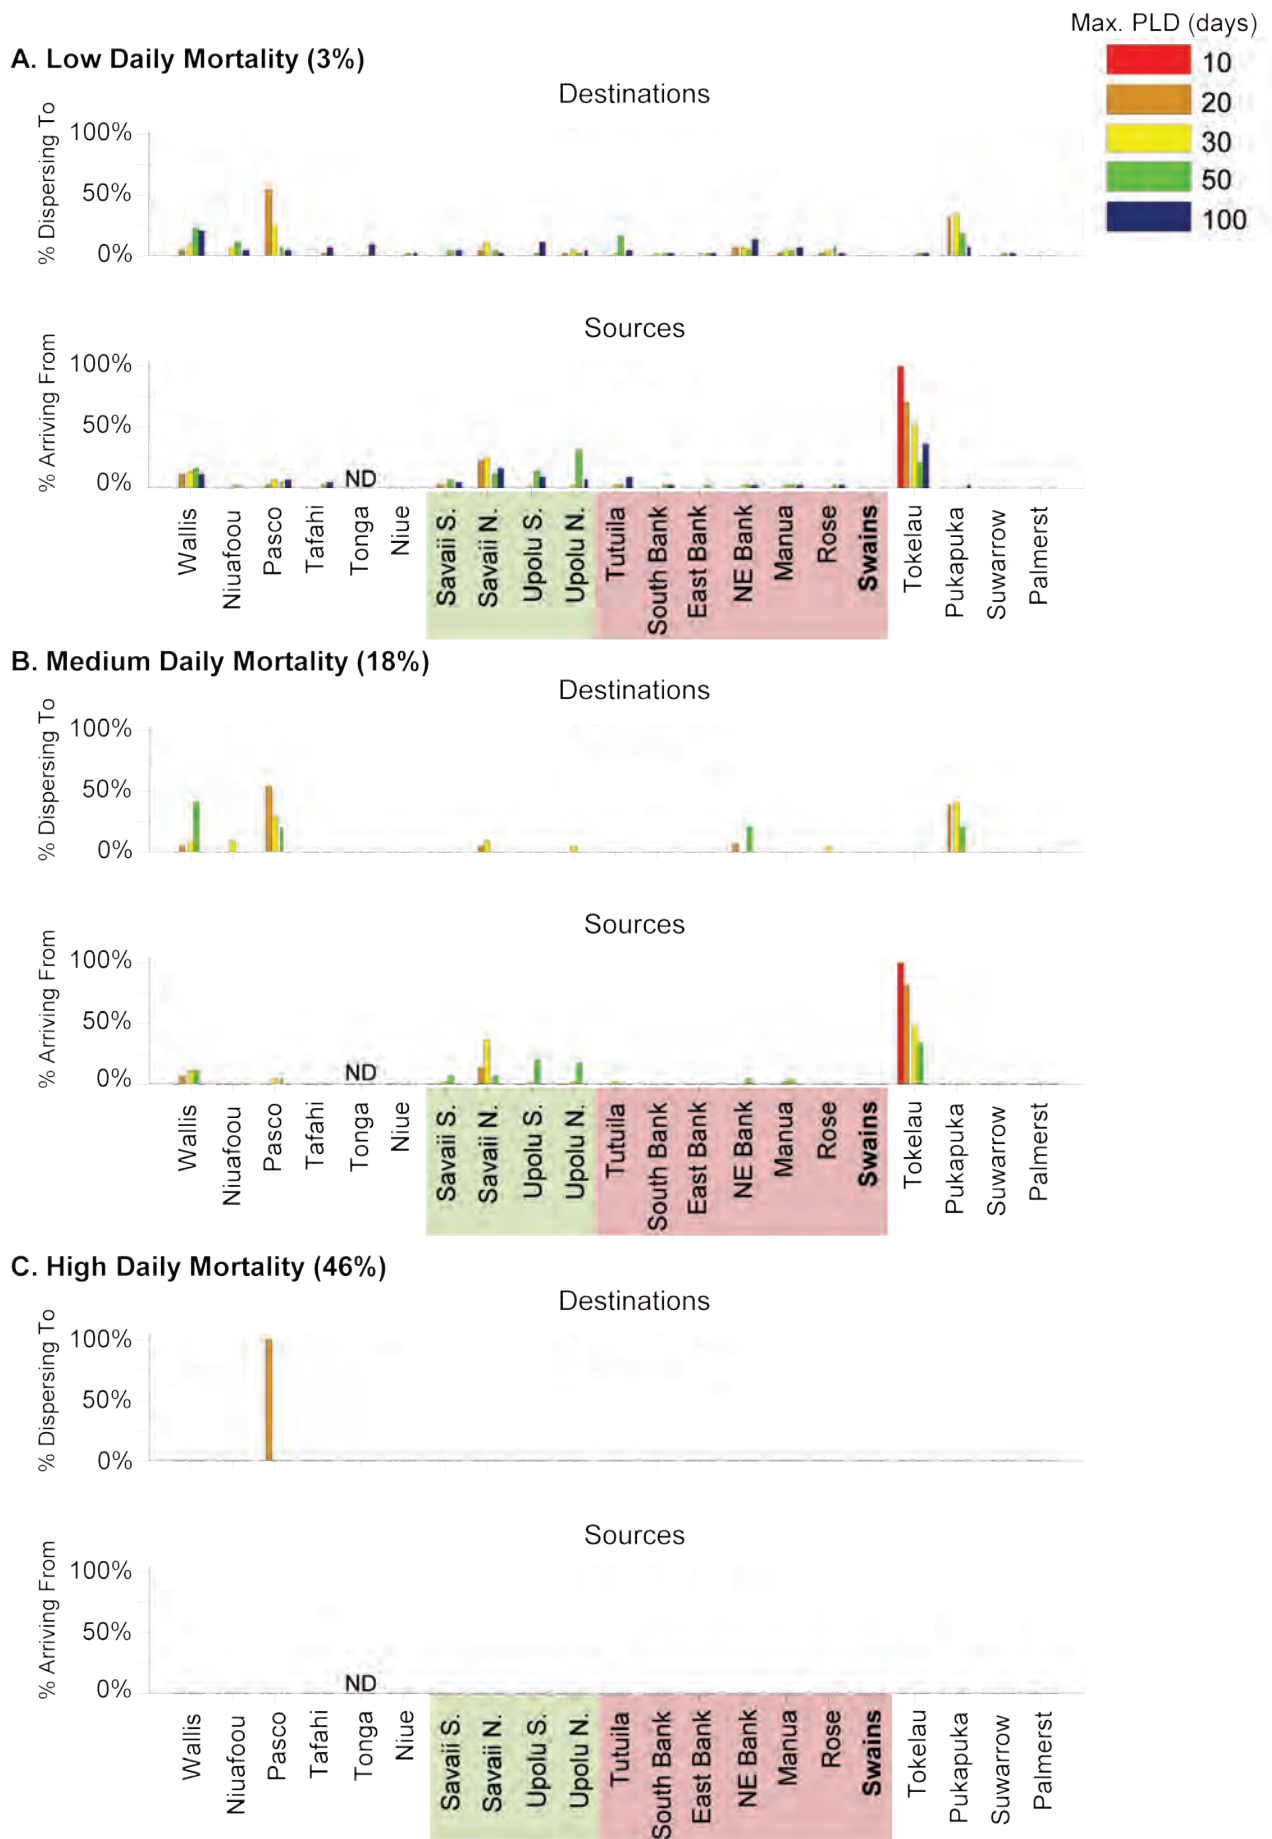 Max. PLD (days)
10
20
30
50
100
A. Low Daily Mortality (3%)
Destinations
% Dispersing To
100%
50%
0%
Sources
% Arriving From
100%
50%
0%
ND
Wallis
Niuafoou
Pasco
Tafahi
Tonga
Niue
Savaii S.
Savaii N.
Upolu S.
Upolu N.
Tutuila
South Bank
East Bank
NE Bank
Manua
Rose
Swains
Tokelau
Pukapuka
Suwarrow
Palmerst
B. Medium Daily Mortality (18%)
Destinations
% Dispersing To
100%
50%
0%
Sources
% Arriving From
100%
50%
0%
ND
Wallis
Niuafoou
Pasco
Tafahi
Tonga
Niue
Savaii S.
Savaii N.
Upolu S.
Upolu N.
Tutuila
South Bank
East Bank
NE Bank
Manua
Rose
Swains
Tokelau
Pukapuka
Suwarrow
Palmerst
C. High Daily Mortality (46%)
Destinations
% Dispersing To
100%
50%
0%
Sources
% Arriving From
100%
50%
0%
ND
Wallis
Niuafoou
Pasco
Tafahi
Tonga
Niue
Savaii S.
Savaii N.
Upolu S.
Upolu N.
Tutuila
South Bank
East Bank
NE Bank
Manua
Rose
Swains
Tokelau
Pukapuka
Suwarrow
Palmerst